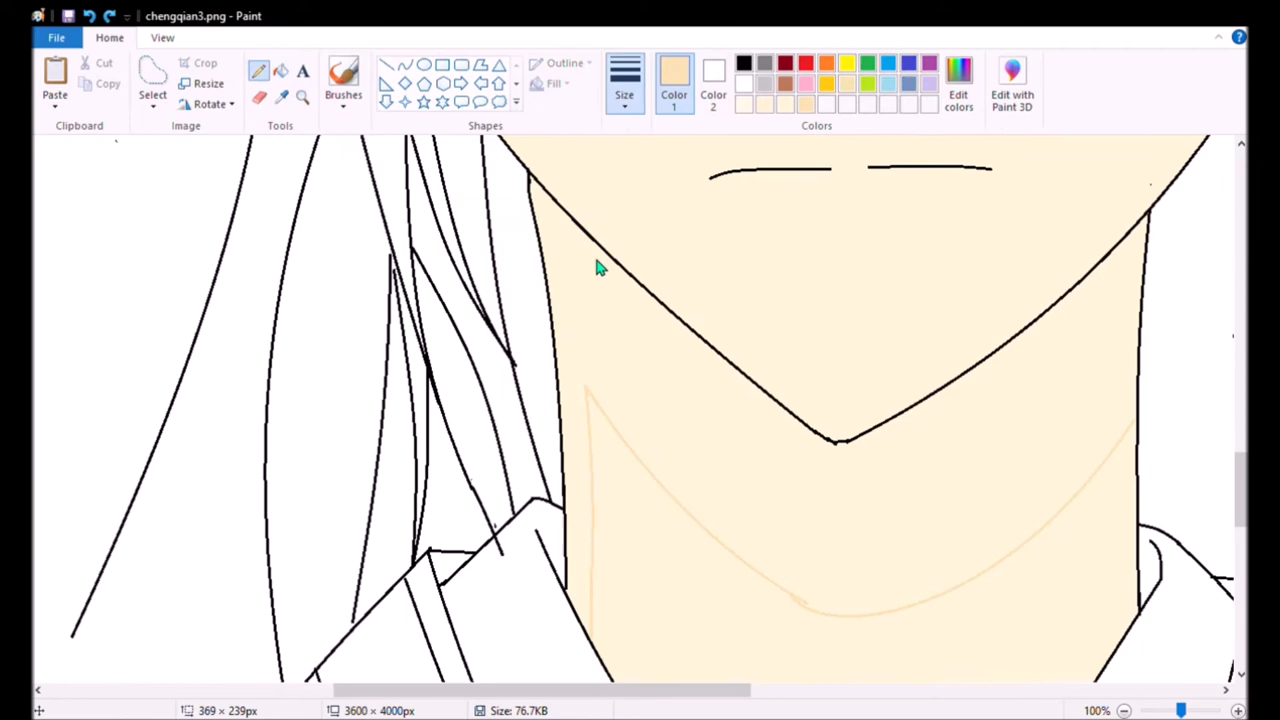 chengqian3.png - Paint
File Home View
Paste Cut Copy
Clipboard
Select Crop Resize Rotate
Image
A
Tools
Brushes
Outline Fill
Shapes
Size
Color 1
Color 2
Edit colors
Colors
Edit with Paint 3D
369 × 239px 3600 × 4000px Size: 76.7KB 100%